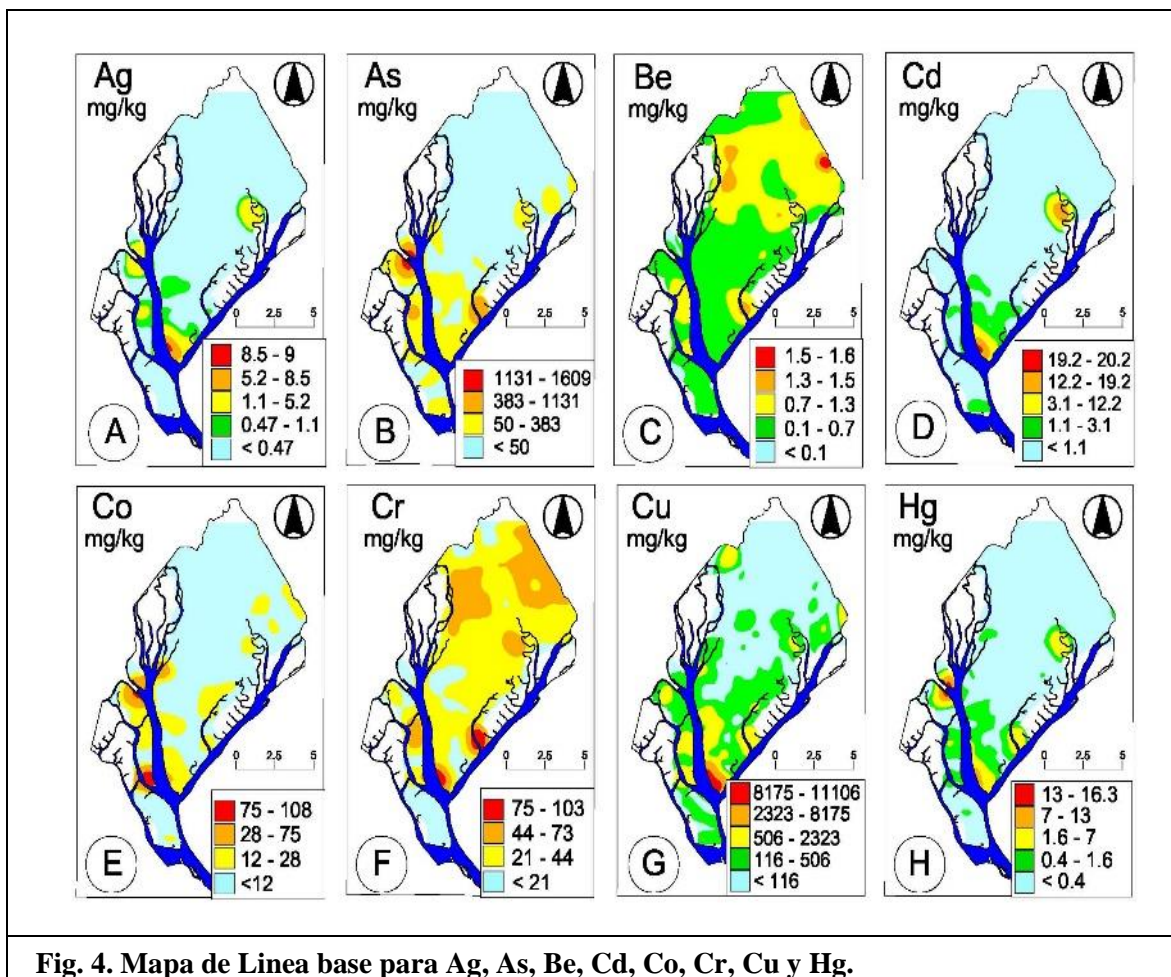 Ag
mg/kg
0 2.5 5
8.5 - 9
5.2 - 8.5
1.1 - 5.2
0.47 - 1.1
< 0.47
A
As
mg/kg
0 2.5 5
1131 - 1609
383 - 1131
50 - 383
< 50
B
Be
mg/kg
0 2.5 5
1.5 - 1.6
1.3 - 1.5
0.7 - 1.3
0.1 - 0.7
< 0.1
C
Cd
mg/kg
0 2.5 5
19.2 - 20.2
12.2 - 19.2
3.1 - 12.2
1.1 - 3.1
< 1.1
D
Co
mg/kg
0 2.5 5
75 - 108
28 - 75
12 - 28
<12
E
Cr
mg/kg
0 2.5 5
75 - 103
44 - 73
21 - 44
< 21
F
Cu
mg/kg
0 2.5 5
8175 - 11106
2323 - 8175
506 - 2323
116 - 506
< 116
G
Hg
mg/kg
0 2.5 5
13 - 16.3
7 - 13
1.6 - 7
0.4 - 1.6
< 0.4
H
Fig. 4. Mapa de Linea base para Ag, As, Be, Cd, Co, Cr, Cu y Hg.